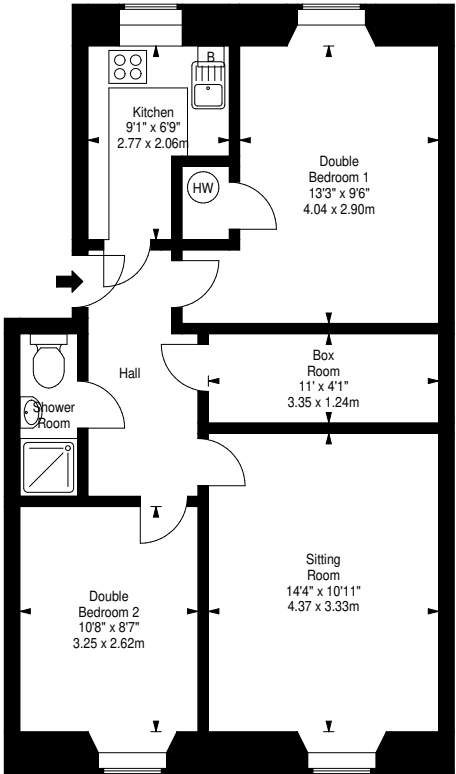 B
Kitchen
9'1" x 6'9"
2.77 x 2.06m
HW
Double
Bedroom 1
13'3" x 9'6"
4.04 x 2.90m
Hall
Box
Room
11' x 4'1"
3.35 x 1.24m
Shower
Room
Sitting
Room
14'4" x 10'11"
4.37 x 3.33m
Double
Bedroom 2
10'8" x 8'7"
3.25 x 2.62m